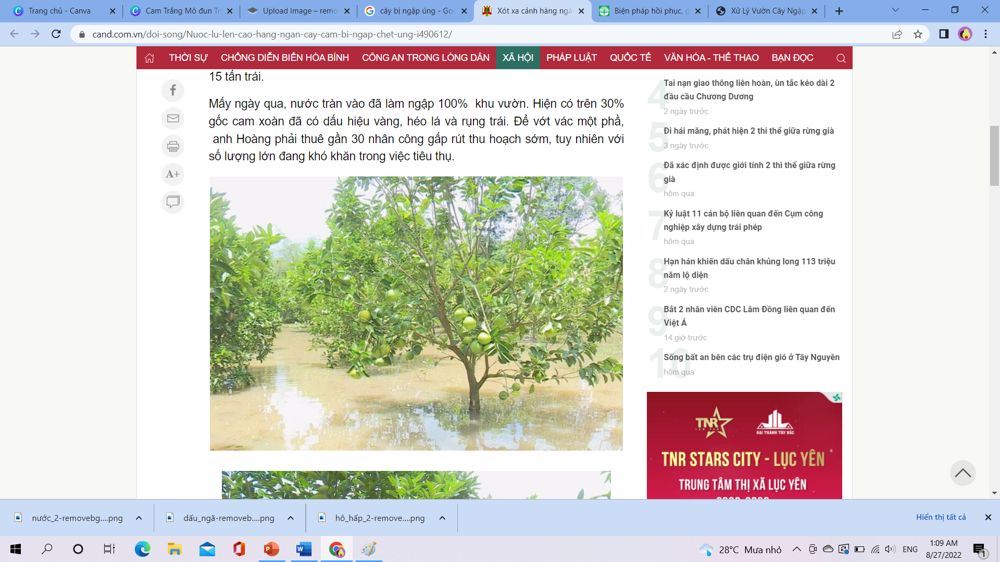 Trang chủ - Canva
Cam Trắng Mô đun Tr
Upload Image – remo
cây bị ngập úng - Goo
Xót xa cảnh hàng ngà
Biện pháp hồi phục, g
Xử Lý Vườn Cây Ngập
cand.com.vn/doi-song/Nuoc-lu-len-cao-hang-ngan-cay-cam-bi-ngap-chet-ung-i490612/
THỜI SỰ CHỐNG DIỄN BIẾN HÒA BÌNH CÔNG AN TRONG LÒNG DÂN XÃ HỘI PHÁP LUẬT QUỐC TẾ VĂN HÓA - THỂ THAO BẠN ĐỌC
A+
15 tấn trái.
Mấy ngày qua, nước tràn vào đã làm ngập 100% khu vườn. Hiện có trên 30%
gốc cam xoàn đã có dấu hiệu vàng, héo lá và rụng trái. Để vớt vác một phầ,
anh Hoàng phải thuê gần 30 nhân công gấp rút thu hoạch sớm, tuy nhiên với
số lượng lớn đang khó khăn trong việc tiêu thụ.
4
Tai nạn giao thông liên hoàn, ùn tắc kéo dài 2
đầu cầu Chương Dương
2 ngày trước
5
Đi hái măng, phát hiện 2 thi thể giữa rừng già
3 ngày trước
6
Đã xác định được giới tính 2 thi thể giữa rừng
già
hôm qua
7
Kỷ luật 11 cán bộ liên quan đến Cụm công
nghiệp xây dựng trái phép
hôm qua
8
Hạn hán khiến dấu chân khủng long 113 triệu
năm lộ diện
2 ngày trước
9
Bắt 2 nhân viên CDC Lâm Đồng liên quan đến
Việt Á
14 giờ trước
10
Sống bất an bên các trụ điện gió ở Tây Nguyên
hôm qua
TNR
LỤC YÊN
ĐẠI THÀNH TÂY BẮC
TNR STARS CITY - LỤC YÊN
TRUNG TÂM THỊ XÃ LỤC YÊN
nước_2-removebg....png
dấu_ngã-removeb....png
hô_hấp_2-remove....png
Hiển thị tất cả
28°C Mưa nhỏ
ENG
1:09 AM
8/27/2022
1